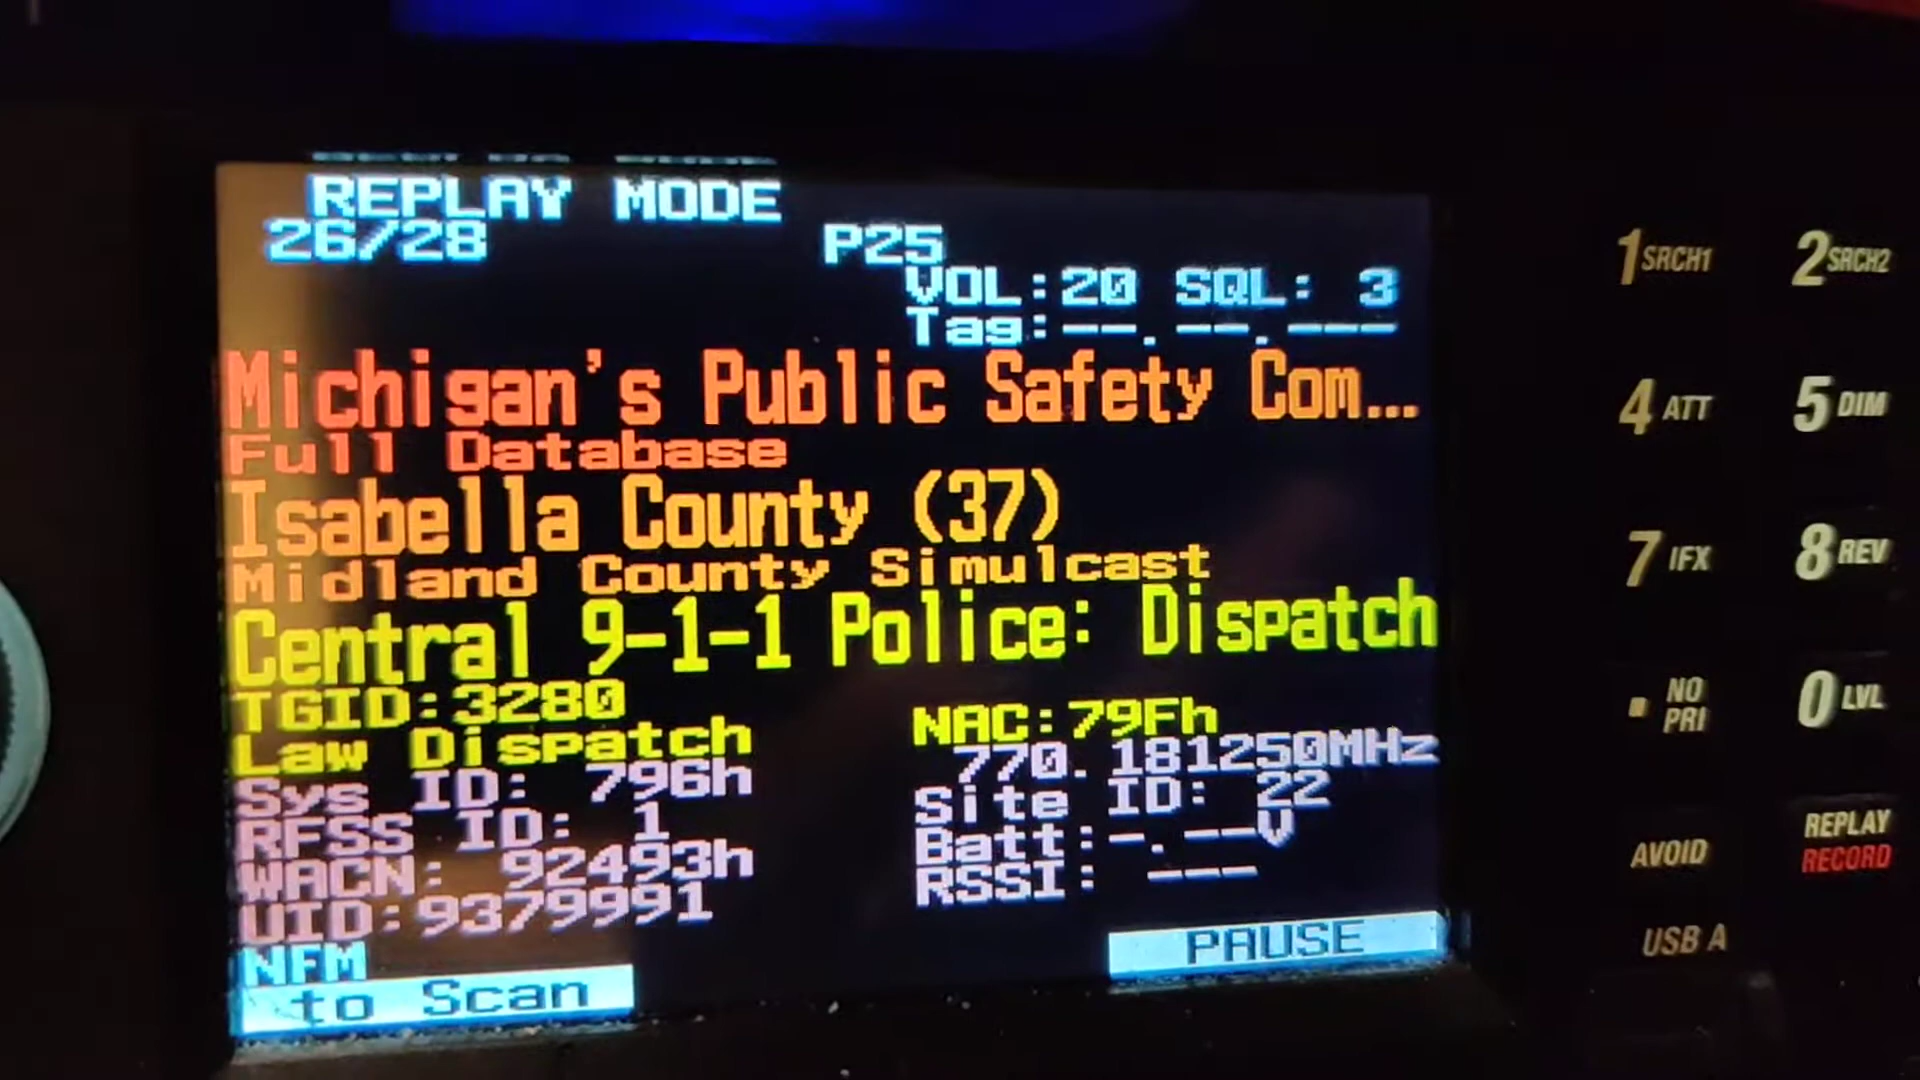 REPLAY MODE
26/28 P25
VOL:20 SQL: 3
Tag:--.--.---
Michigan's Public Safety Com...
Full Database
Isabella County (37)
Midland County Simulcast
Central 9-1-1 Police: Dispatch
TGID:3280 NAC:79Fh
Law Dispatch 770.181250MHz
Sys ID: 796h Site ID: 22
RFSS ID: 1 Batt:-.--V
WACN: 92493h RSSI: ---
UID:9379991
NFM
to Scan PAUSE
1 SRCH1 2 SRCH2
4 ATT 5 DIM
7 IFX 8 REV
. NO PRI 0 LVL
AVOID REPLAY RECORD
USB A